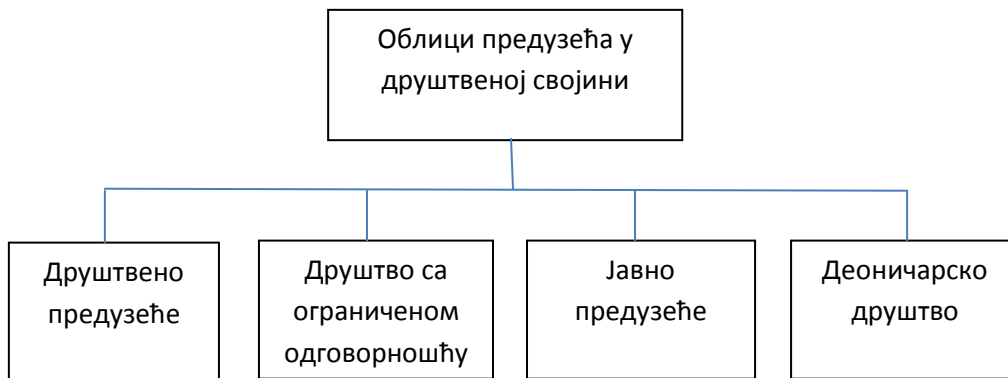 Облици предузећа у
друштвеној својини
Друштвено
предузеће
Друштво са
ограниченом
одговорношћу
Јавно
предузеће
Деоничарско
друштво